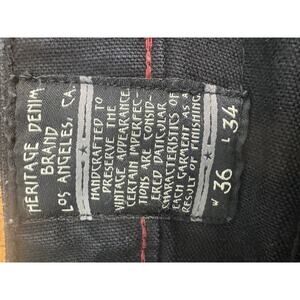 HERITAGE DENIM
BRAND
LOS ANGELES, CA.
HANDCRAFTED TO
PRESERVE THE
VINTAGE APPEARANCE.
CERTAIN IMPERFEC-
TIONS ARE CONSID-
ERED PATICULAR
CHARACTERISTICS OF
EACH GARMENT AS A
RESULT OF FINISHING.
W 36 L 34